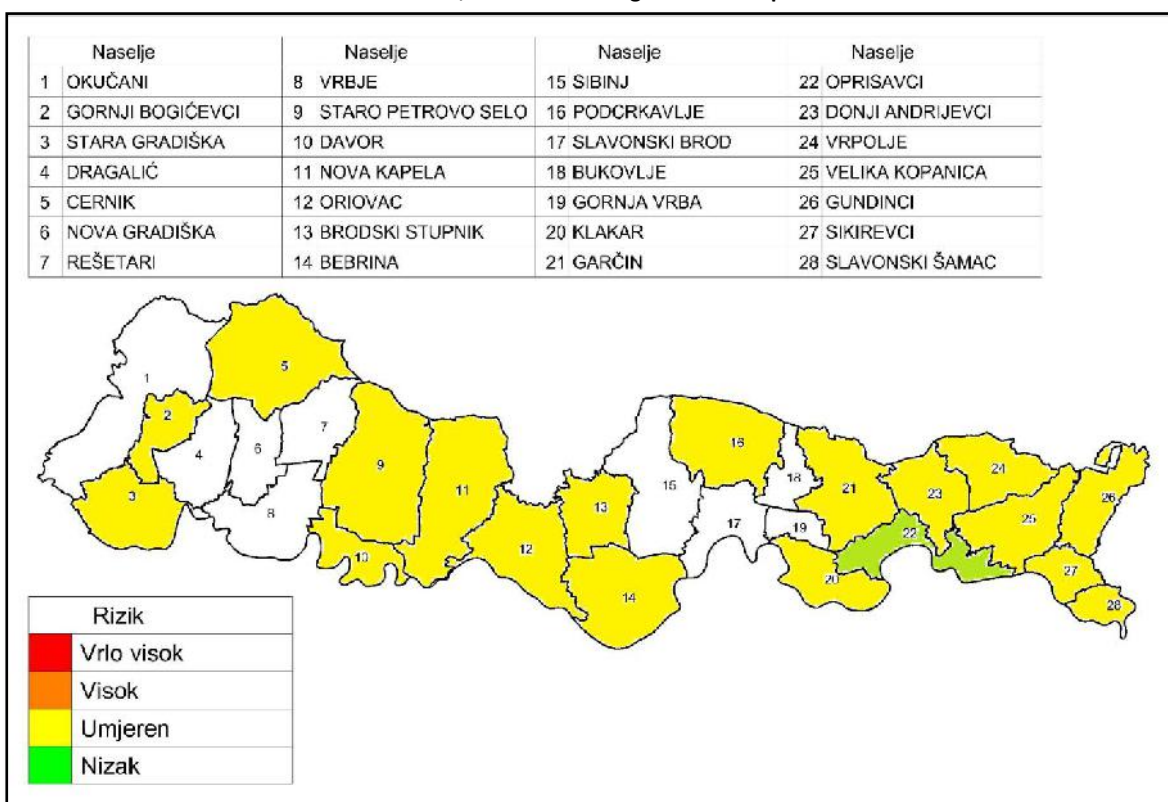 Naselje Naselje Naselje Naselje
1 OKUČANI 8 VRBJE 15 SIBINJ 22 OPRISAVCI
2 GORNJI BOGIĆEVCI 9 STARO PETROVO SELO 16 PODCRKAVLJE 23 DONJI ANDRIJEVCI
3 STARA GRADIŠKA 10 DAVOR 17 SLAVONSKI BROD 24 VRPOLJE
4 DRAGALIĆ 11 NOVA KAPELA 18 BUKOVLJE 25 VELIKA KOPANICA
5 CERNIK 12 ORIOVAC 19 GORNJA VRBA 26 GUNDINCI
6 NOVA GRADIŠKA 13 BRODSKI STUPNIK 20 KLAKAR 27 SIKIREVCI
7 REŠETARI 14 BEBRINA 21 GARČIN 28 SLAVONSKI ŠAMAC
1
5
2
7
6
4
3
8
9
11
10
12
13
14
15
16
17
18
19
20
21
22
23
24
25
26
27
28
Rizik
Vrlo visok
Visok
Umjeren
Nizak